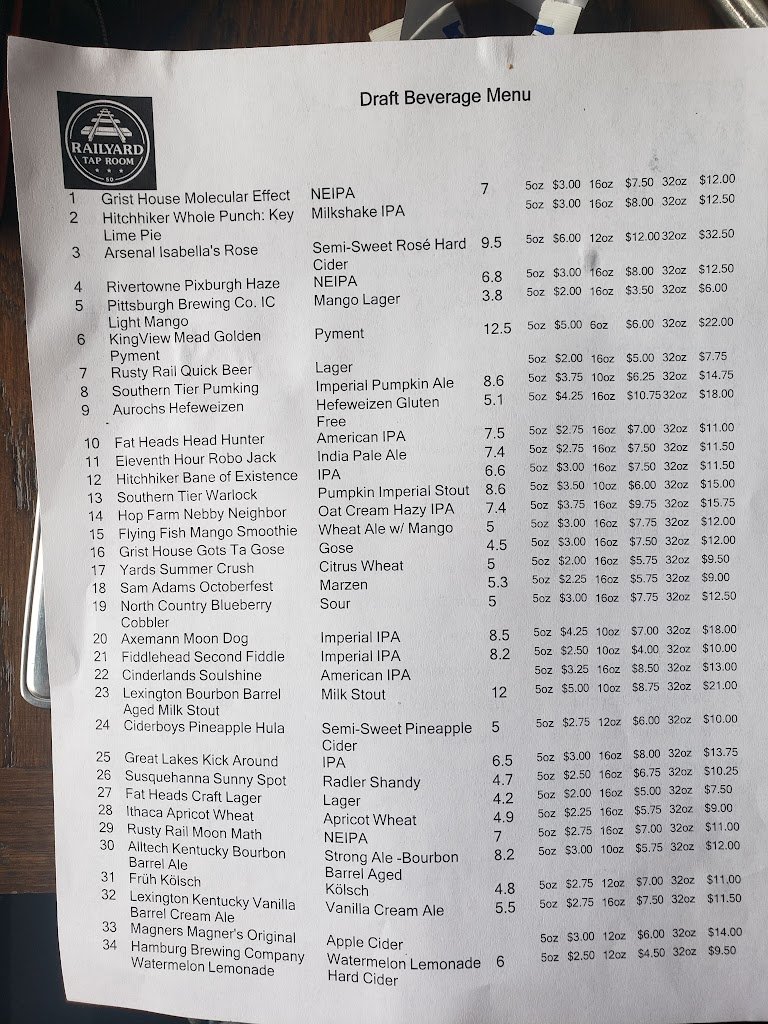 Draft Beverage Menu
RAILYARD
TAP ROOM
1 Grist House Molecular Effect NEIPA 7 5oz $3.00 16oz $7.50 32oz $12.00
2 Hitchhiker Whole Punch: Key Milkshake IPA 5oz $3.00 16oz $8.00 32oz $12.50
Lime Pie
3 Arsenal Isabella's Rose Semi-Sweet Rosé Hard 9.5 5oz $6.00 12oz $12.00 32oz $32.50
Cider
4 Rivertowne Pixburgh Haze NEIPA 6.8 5oz $3.00 16oz $8.00 32oz $12.50
5 Pittsburgh Brewing Co. IC Mango Lager 3.8 5oz $2.00 16oz $3.50 32oz $6.00
Light Mango
6 KingView Mead Golden Pyment 12.5 5oz $5.00 6oz $6.00 32oz $22.00
Pyment
7 Rusty Rail Quick Beer Lager 5oz $2.00 16oz $5.00 32oz $7.75
8 Southern Tier Pumking Imperial Pumpkin Ale 8.6 5oz $3.75 10oz $6.25 32oz $14.75
9 Aurochs Hefeweizen Hefeweizen Gluten 5.1 5oz $4.25 16oz $10.75 32oz $18.00
Free
10 Fat Heads Head Hunter American IPA 7.5 5oz $2.75 16oz $7.00 32oz $11.00
11 Eleventh Hour Robo Jack India Pale Ale 7.4 5oz $2.75 16oz $7.50 32oz $11.50
12 Hitchhiker Bane of Existence IPA 6.6 5oz $3.00 16oz $7.50 32oz $11.50
13 Southern Tier Warlock Pumpkin Imperial Stout 8.6 5oz $3.50 10oz $6.00 32oz $15.00
14 Hop Farm Nebby Neighbor Oat Cream Hazy IPA 7.4 5oz $3.75 16oz $9.75 32oz $15.75
15 Flying Fish Mango Smoothie Wheat Ale w/ Mango 5 5oz $3.00 16oz $7.75 32oz $12.00
16 Grist House Gots Ta Gose Gose 4.5 5oz $3.00 16oz $7.50 32oz $12.00
17 Yards Summer Crush Citrus Wheat 5 5oz $2.00 16oz $5.75 32oz $9.50
18 Sam Adams Octoberfest Marzen 5.3 5oz $2.25 16oz $5.75 32oz $9.00
19 North Country Blueberry Sour 5 5oz $3.00 16oz $7.75 32oz $12.50
Cobbler
20 Axemann Moon Dog Imperial IPA 8.5 5oz $4.25 10oz $7.00 32oz $18.00
21 Fiddlehead Second Fiddle Imperial IPA 8.2 5oz $2.50 10oz $4.00 32oz $10.00
22 Cinderlands Soulshine American IPA 5oz $3.25 16oz $8.50 32oz $13.00
23 Lexington Bourbon Barrel Milk Stout 12 5oz $5.00 10oz $8.75 32oz $21.00
Aged Milk Stout
24 Ciderboys Pineapple Hula Semi-Sweet Pineapple 5 5oz $2.75 12oz $6.00 32oz $10.00
Cider
25 Great Lakes Kick Around IPA 6.5 5oz $3.00 16oz $8.00 32oz $13.75
26 Susquehanna Sunny Spot Radler Shandy 4.7 5oz $2.50 16oz $6.75 32oz $10.25
27 Fat Heads Craft Lager Lager 4.2 5oz $2.00 16oz $5.00 32oz $7.50
28 Ithaca Apricot Wheat Apricot Wheat 4.9 5oz $2.25 16oz $5.75 32oz $9.00
29 Rusty Rail Moon Math NEIPA 7 5oz $2.75 16oz $7.00 32oz $11.00
30 Alltech Kentucky Bourbon Strong Ale -Bourbon 8.2 5oz $3.00 10oz $5.75 32oz $12.00
Barrel Ale Barrel Aged
31 Früh Kölsch Kölsch 4.8 5oz $2.75 12oz $7.00 32oz $11.00
32 Lexington Kentucky Vanilla Vanilla Cream Ale 5.5 5oz $2.75 16oz $7.50 32oz $11.50
Barrel Cream Ale
33 Magners Magner's Original Apple Cider 5oz $3.00 12oz $6.00 32oz $14.00
34 Hamburg Brewing Company Watermelon Lemonade 6 5oz $2.50 12oz $4.50 32oz $9.50
Watermelon Lemonade Hard Cider